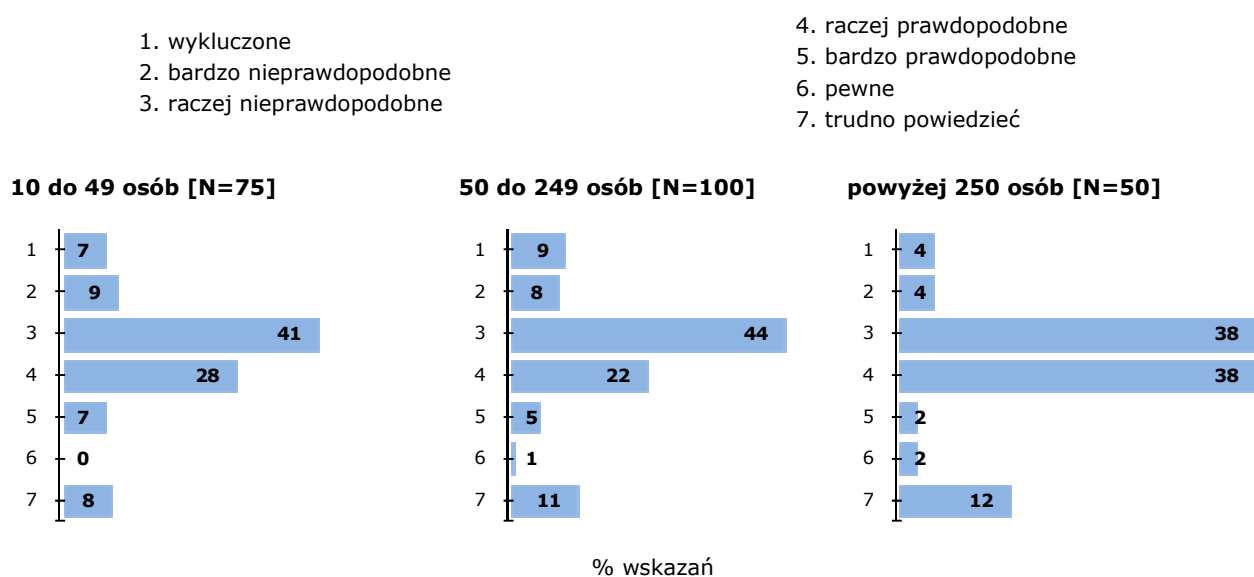 1. wykluczone
2. bardzo nieprawdopodobne
3. raczej nieprawdopodobne
4. raczej prawdopodobne
5. bardzo prawdopodobne
6. pewne
7. trudno powiedzieć
10 do 49 osób [N=75]
1 7
2 9
3 41
4 28
5 7
6 0
7 8
50 do 249 osób [N=100]
1 9
2 8
3 44
4 22
5 5
6 1
7 11
powyżej 250 osób [N=50]
1 4
2 4
3 38
4 38
5 2
6 2
7 12
% wskazań